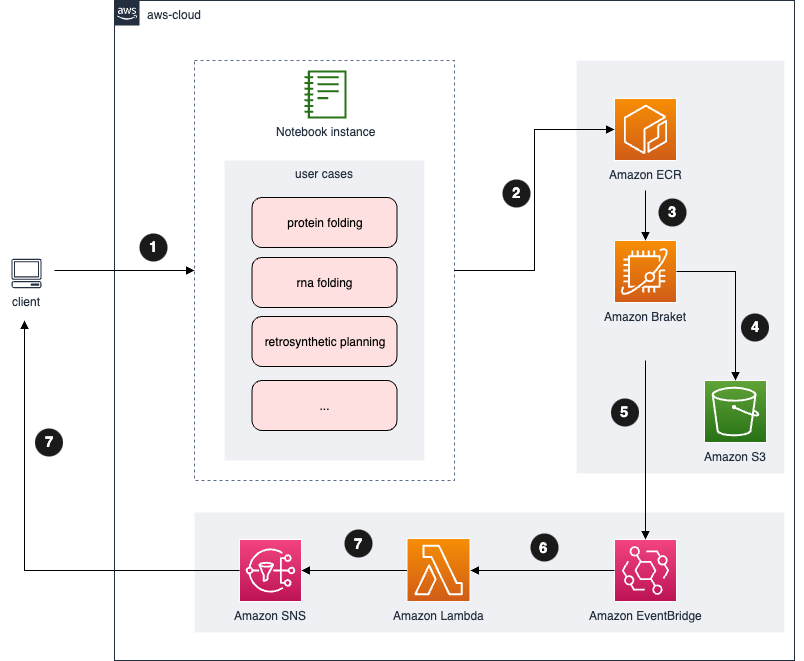 aws
aws-cloud
Notebook instance
user cases
protein folding
rna folding
retrosynthetic planning
...
client
1
2
Amazon ECR
3
Amazon Braket
4
Amazon S3
5
7
6
7
Amazon SNS
Amazon Lambda
Amazon EventBridge